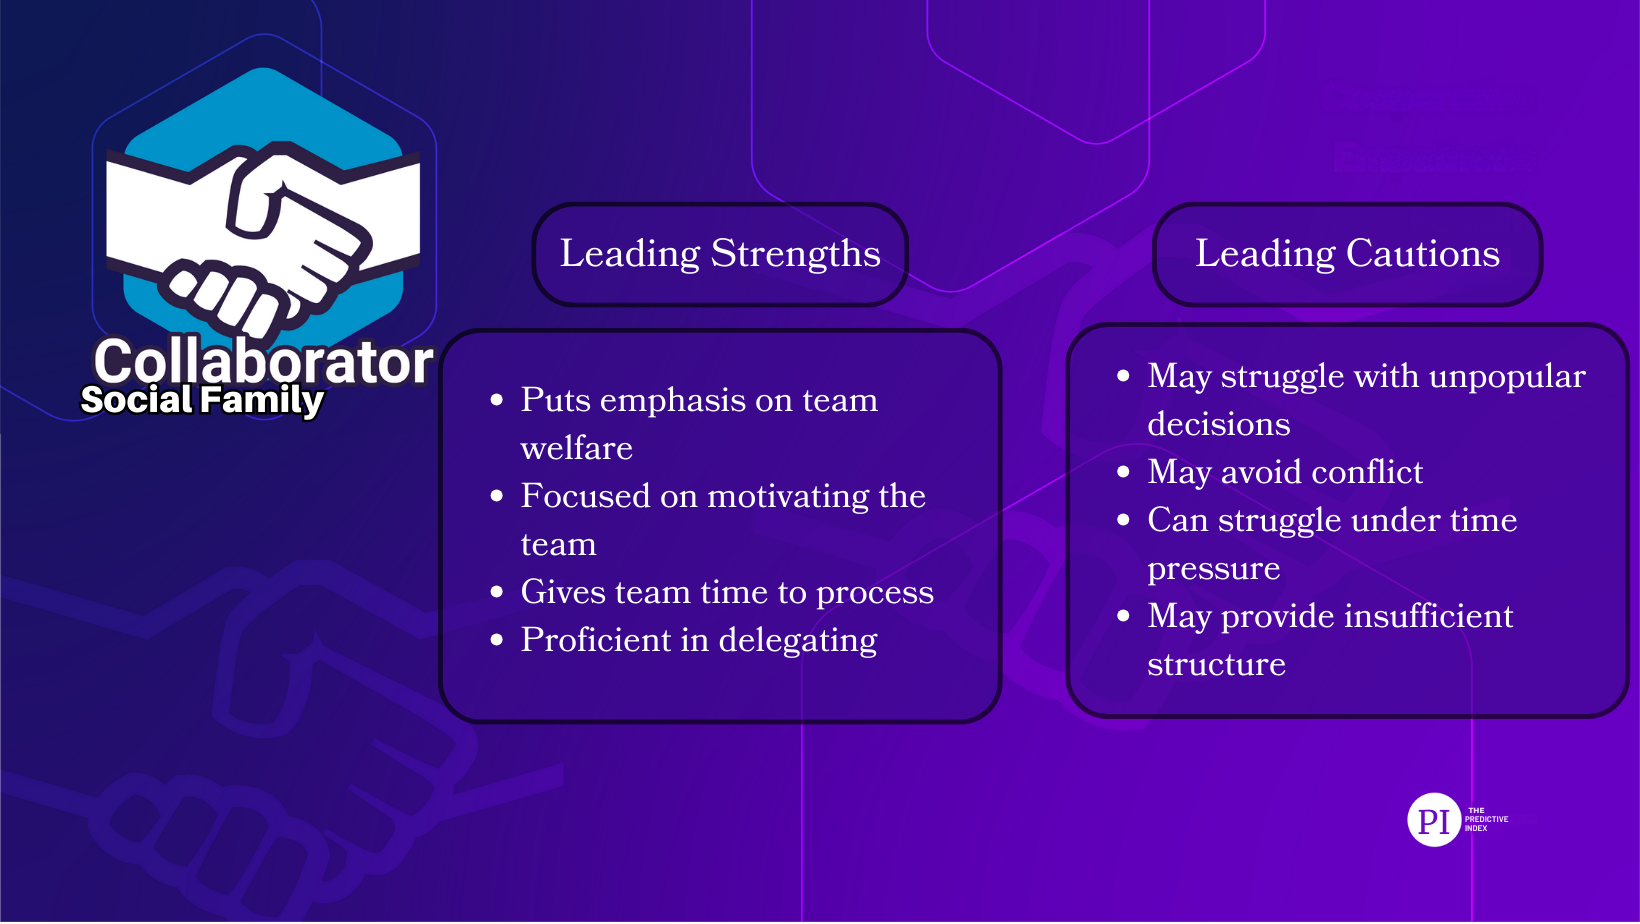 Collaborator
Social Family
Leading Strengths
• Puts emphasis on team
welfare
• Focused on motivating the
team
• Gives team time to process
• Proficient in delegating
Leading Cautions
• May struggle with unpopular
decisions
• May avoid conflict
• Can struggle under time
pressure
• May provide insufficient
structure
PI
THE
PREDICTIVE
INDEX